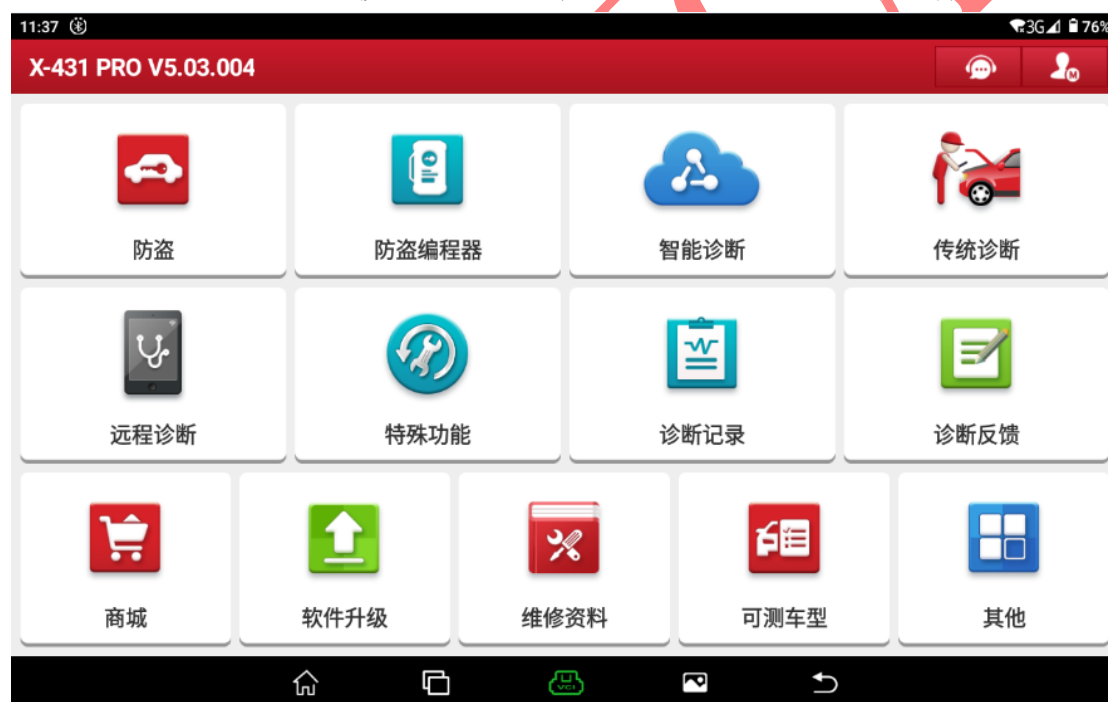 11:37 3G 76%
X-431 PRO V5.03.004
M
防盗 防盗编程器 智能诊断 传统诊断
远程诊断 特殊功能 诊断记录 诊断反馈
商城 软件升级 维修资料 可测车型 其他
VCI